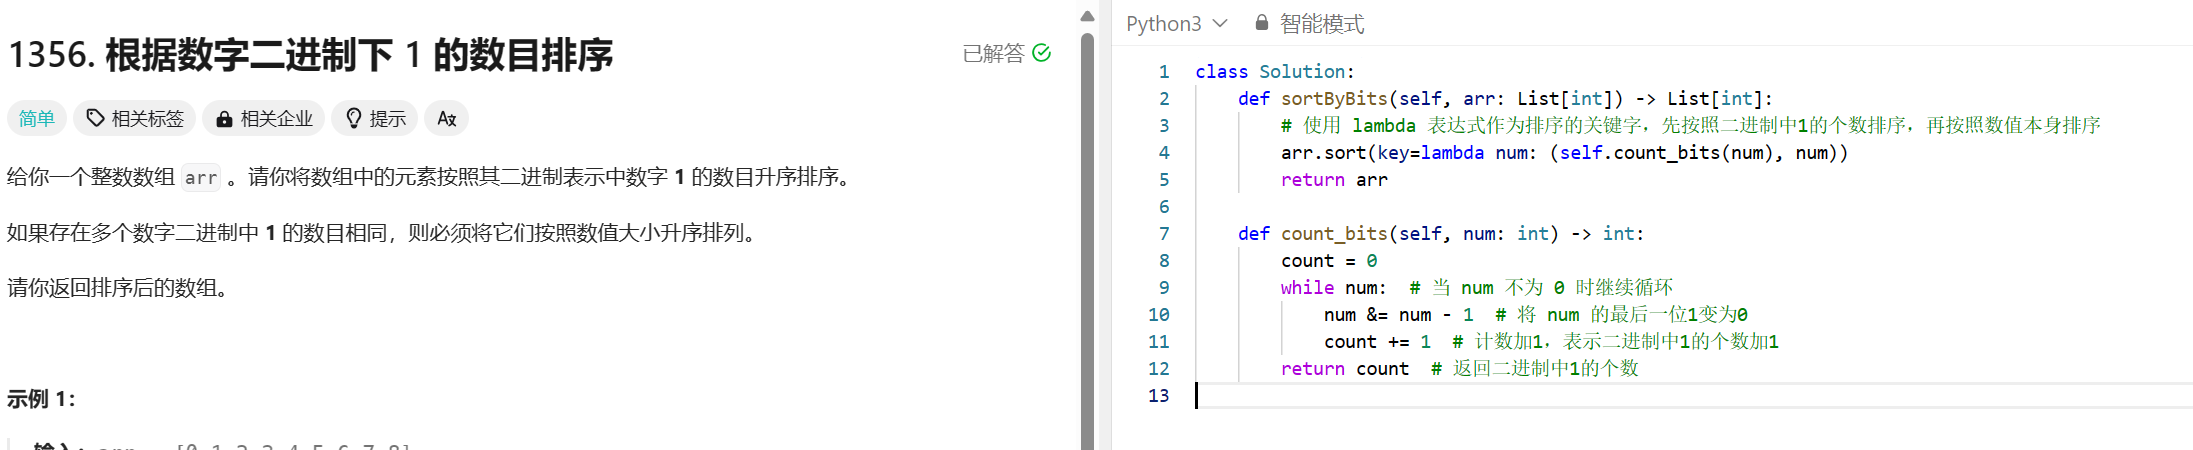 1356. 根据数字二进制下 1 的数目排序
已解答
简单
相关标签
相关企业
提示
给你一个整数数组 arr 。请你将数组中的元素按照其二进制表示中数字 1 的数目升序排序。
如果存在多个数字二进制中 1 的数目相同，则必须将它们按照数值大小升序排列。
请你返回排序后的数组。
示例 1：
Python3
智能模式
1 class Solution:
2     def sortByBits(self, arr: List[int]) -> List[int]:
3         # 使用 lambda 表达式作为排序的关键字，先按照二进制中1的个数排序，再按照数值本身排序
4         arr.sort(key=lambda num: (self.count_bits(num), num))
5         return arr
6
7     def count_bits(self, num: int) -> int:
8         count = 0
9         while num:  # 当 num 不为 0 时继续循环
10             num &= num - 1  # 将 num 的最后一位1变为0
11             count += 1  # 计数加1，表示二进制中1的个数加1
12         return count  # 返回二进制中1的个数
13